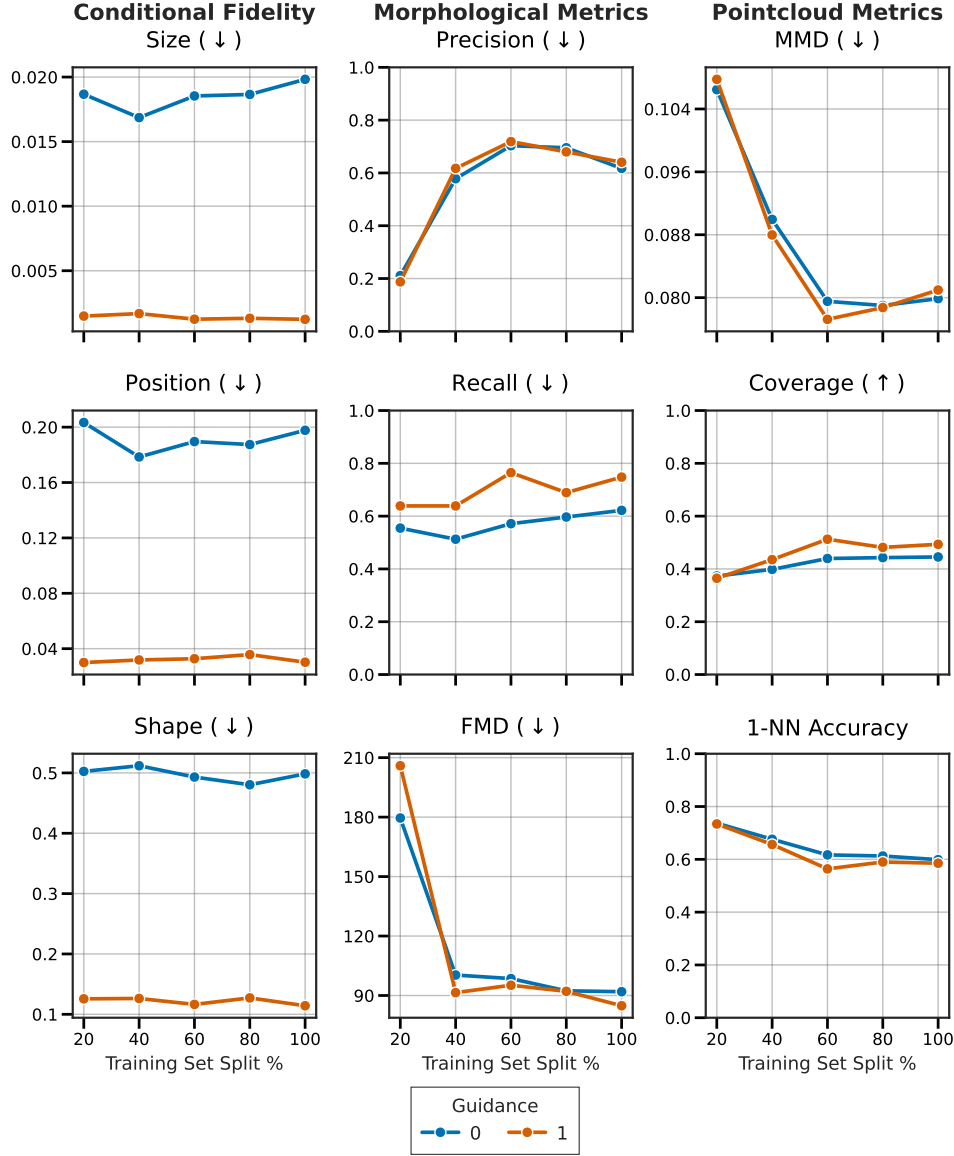 Conditional Fidelity
Morphological Metrics
Pointcloud Metrics
Size ( ↓ )
Precision ( ↓ )
MMD ( ↓ )
0.020
0.015
0.010
0.005
1.0
0.8
0.6
0.4
0.2
0.0
0.104
0.096
0.088
0.080
Position ( ↓ )
Recall ( ↓ )
Coverage ( ↑ )
0.20
0.16
0.12
0.08
0.04
1.0
0.8
0.6
0.4
0.2
0.0
1.0
0.8
0.6
0.4
0.2
0.0
Shape ( ↓ )
FMD ( ↓ )
1-NN Accuracy
0.5
0.4
0.3
0.2
0.1
210
180
150
120
90
1.0
0.8
0.6
0.4
0.2
0.0
20 40 60 80 100
20 40 60 80 100
20 40 60 80 100
Training Set Split %
Training Set Split %
Training Set Split %
Guidance
0 1